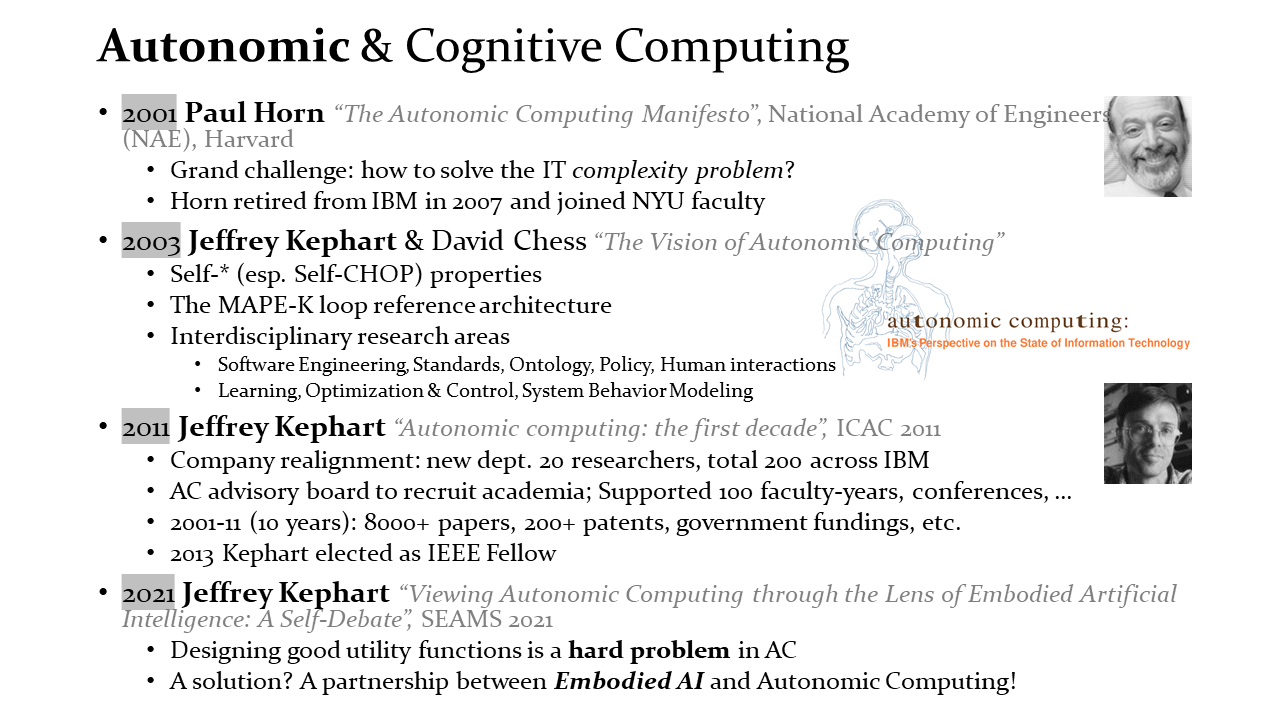 Autonomic & Cognitive Computing
• 2001 Paul Horn “The Autonomic Computing Manifesto”, National Academy of Engineers
(NAE), Harvard
• Grand challenge: how to solve the IT complexity problem?
• Horn retired from IBM in 2007 and joined NYU faculty
• 2003 Jeffrey Kephart & David Chess “The Vision of Autonomic Computing”
• Self-* (esp. Self-CHOP) properties
• The MAPE-K loop reference architecture
• Interdisciplinary research areas
• Software Engineering, Standards, Ontology, Policy, Human interactions
• Learning, Optimization & Control, System Behavior Modeling
autonomic computing:
IBM's Perspective on the State of Information Technology
• 2011 Jeffrey Kephart “Autonomic computing: the first decade”, ICAC 2011
• Company realignment: new dept. 20 researchers, total 200 across IBM
• AC advisory board to recruit academia; Supported 100 faculty-years, conferences, …
• 2001-11 (10 years): 8000+ papers, 200+ patents, government fundings, etc.
• 2013 Kephart elected as IEEE Fellow
• 2021 Jeffrey Kephart “Viewing Autonomic Computing through the Lens of Embodied Artificial
Intelligence: A Self-Debate”, SEAMS 2021
• Designing good utility functions is a hard problem in AC
• A solution? A partnership between Embodied AI and Autonomic Computing!